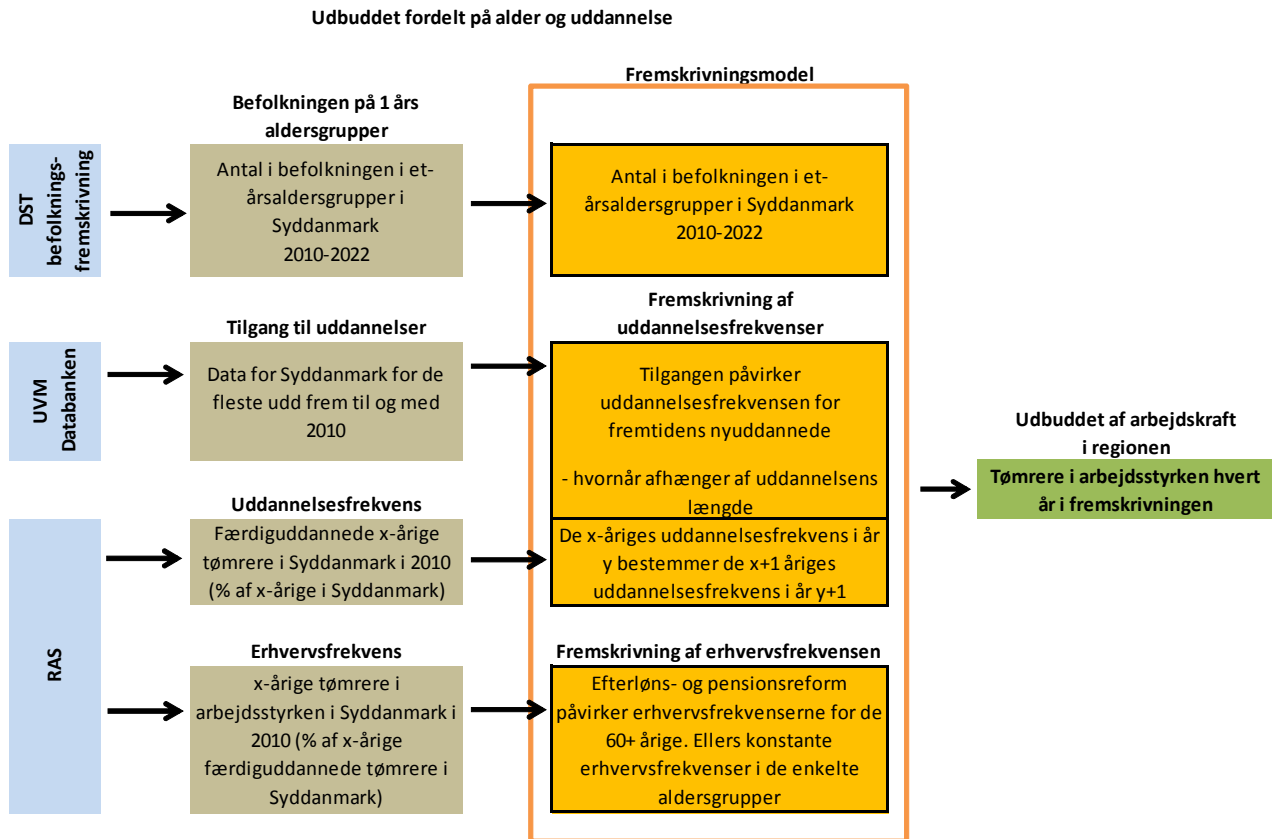 Udbuddet fordelt på alder og uddannelse
Fremskrivningsmodel
Befolkningen på 1 års
aldersgrupper
DST
befolknings-
fremskrivning
Antal i befolkningen i et-
årsaldersgrupper i
Syddanmark
2010-2022
Antal i befolkningen i et-
årsaldersgrupper i Syddanmark
2010-2022
Tilgang til uddannelser
Fremskrivning af
uddannelsesfrekvenser
UVM
Databanken
Data for Syddanmark for de
fleste udd frem til og med
2010
Tilgangen påvirker
uddannelsesfrekvensen for
fremtidens nyuddannede
- hvornår afhænger af uddannelsens
længde
Udbuddet af arbejdskraft
i regionen
Tømrere i arbejdsstyrken hvert
år i fremskrivningen
RAS
Uddannelsesfrekvens
Færdiguddannede x-årige
tømrere i Syddanmark i 2010
(% af x-årige i Syddanmark)
De x-åriges uddannelsesfrekvens i år
y bestemmer de x+1 åriges
uddannelsesfrekvens i år y+1
Erhvervsfrekvens
x-årige tømrere i
arbejdsstyrken i Syddanmark i
2010 (% af x-årige
færdiguddannede tømrere i
Syddanmark)
Fremskrivning af erhvervsfrekvensen
Efterløns- og pensionsreform
påvirker erhvervsfrekvenserne for de
60+ årige. Ellers konstante
erhvervsfrekvenser i de enkelte
aldersgrupper